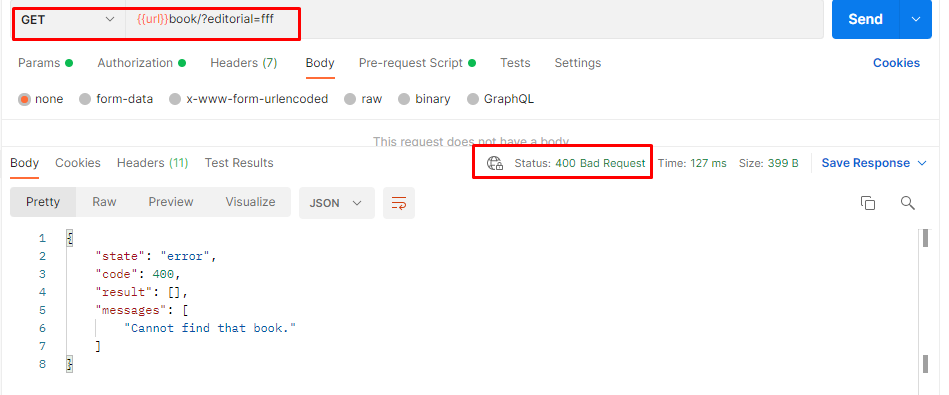 GET {{url}}book/?editorial=fff Send
Params Authorization Headers (7) Body Pre-request Script Tests Settings Cookies
none form-data x-www-form-urlencoded raw binary GraphQL
This request does not have a body
Body Cookies Headers (11) Test Results Status: 400 Bad Request Time: 127 ms Size: 399 B Save Response
Pretty Raw Preview Visualize JSON
1 {
2 "state": "error",
3 "code": 400,
4 "result": [],
5 "messages": [
6 "Cannot find that book."
7 ]
8 }